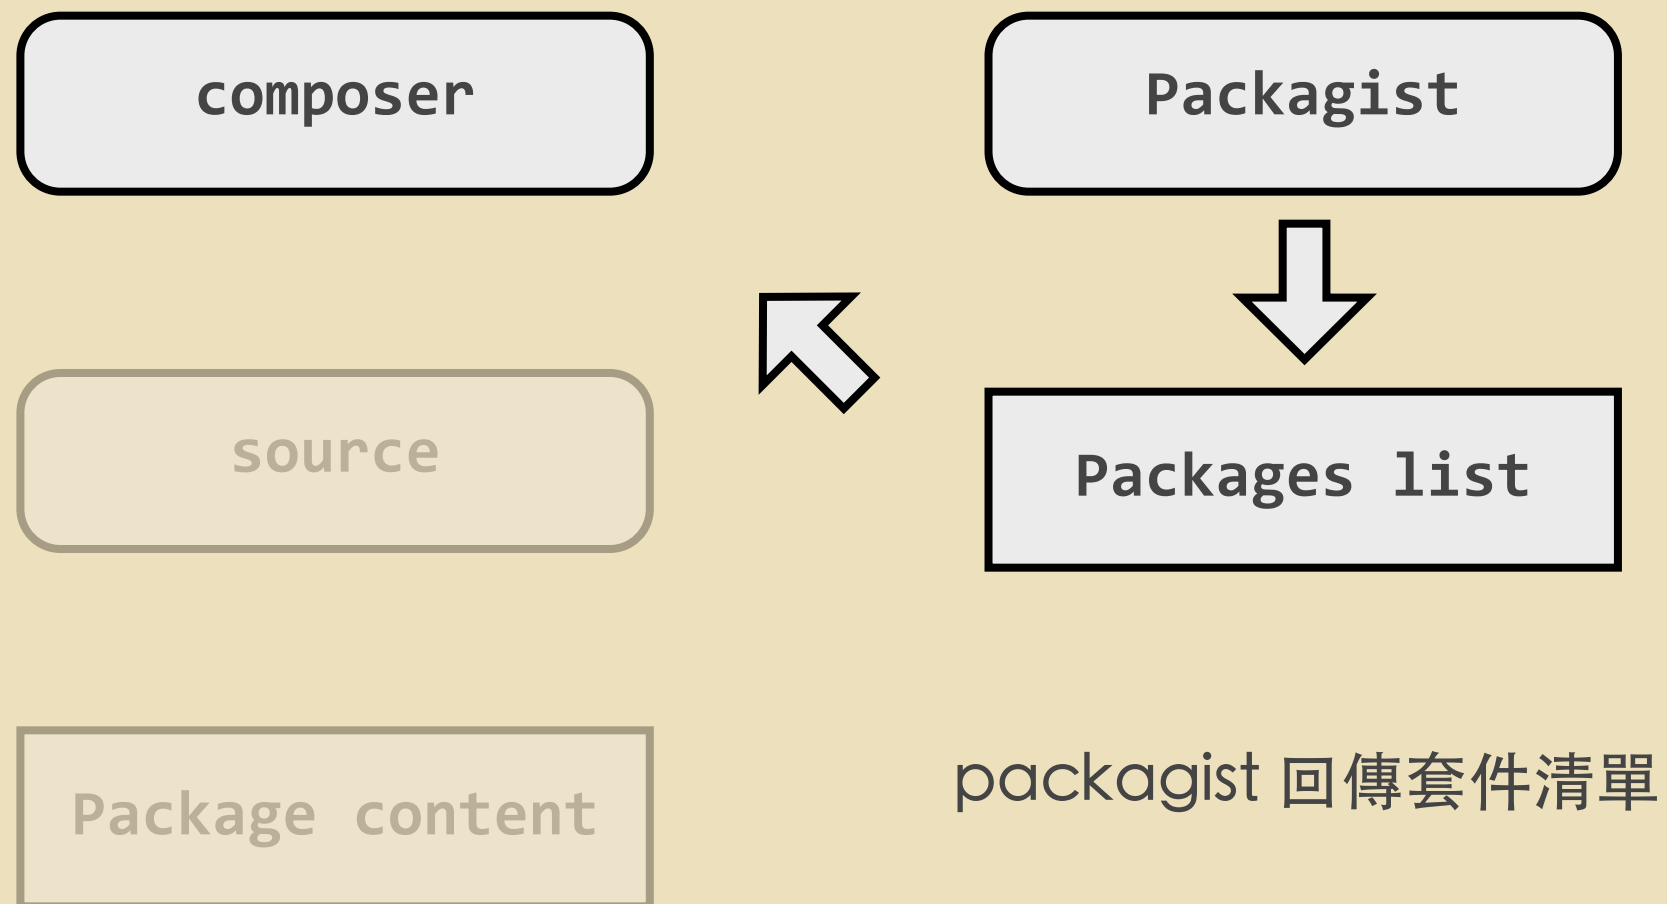 composer
Packagist
source
Packages list
Package content
packagist 回傳套件清單